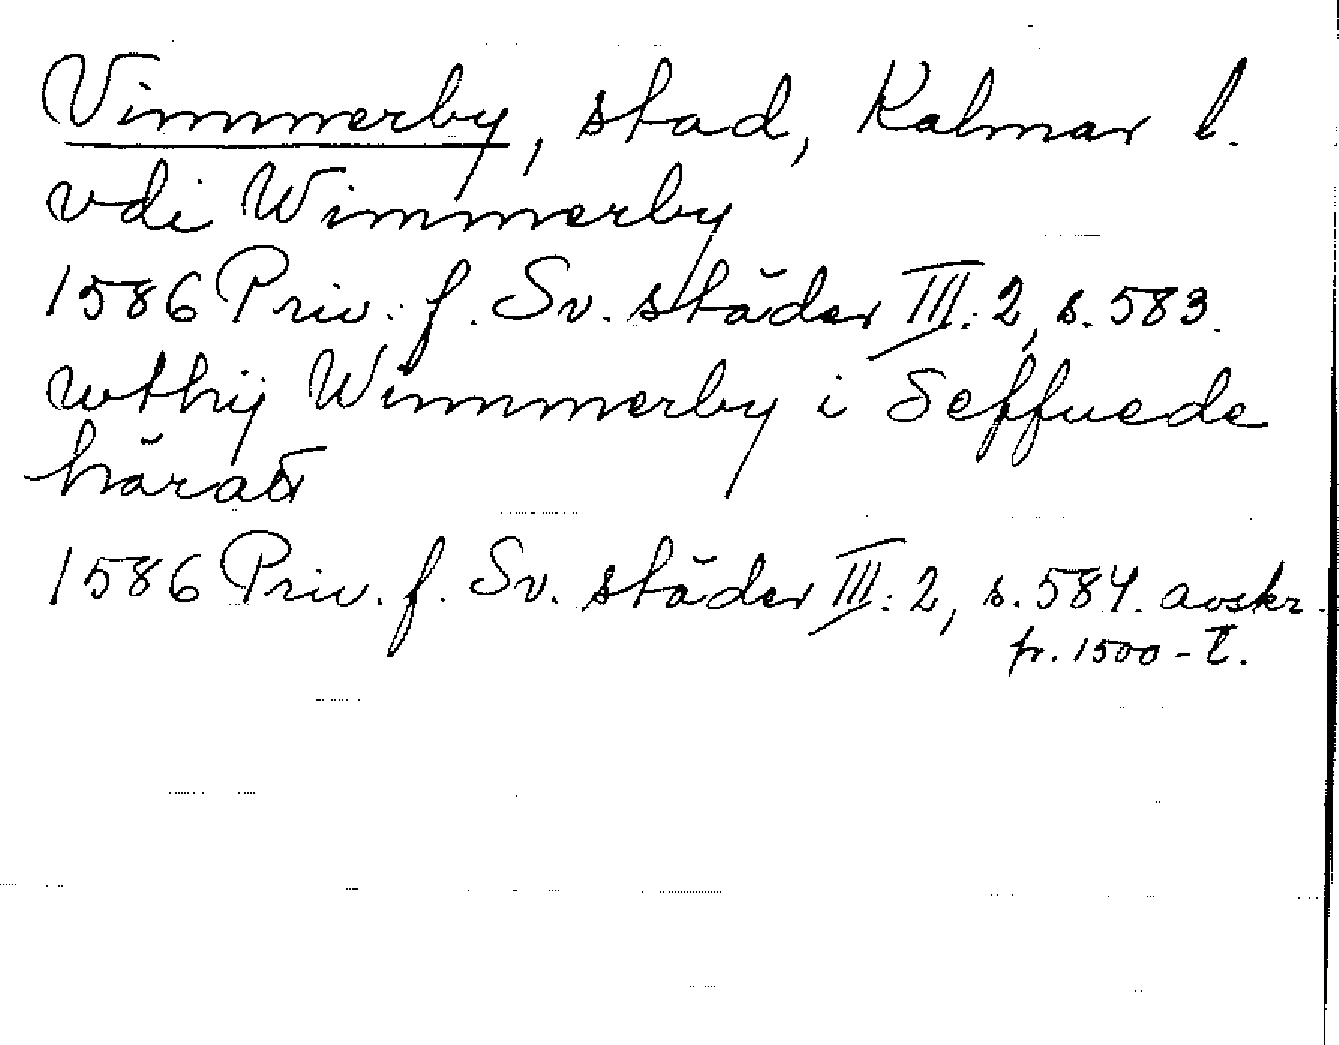 Vimmerby, stad, Kalmar l.
vdi Wimmerby
1586 Priv. f. Sv. städer III:2, s. 583.
wthij Wimmerby i Seffuede
häradt
1586 Priv. f. Sv. städer III:2, s. 584. avskr.
fr. 1500-t.